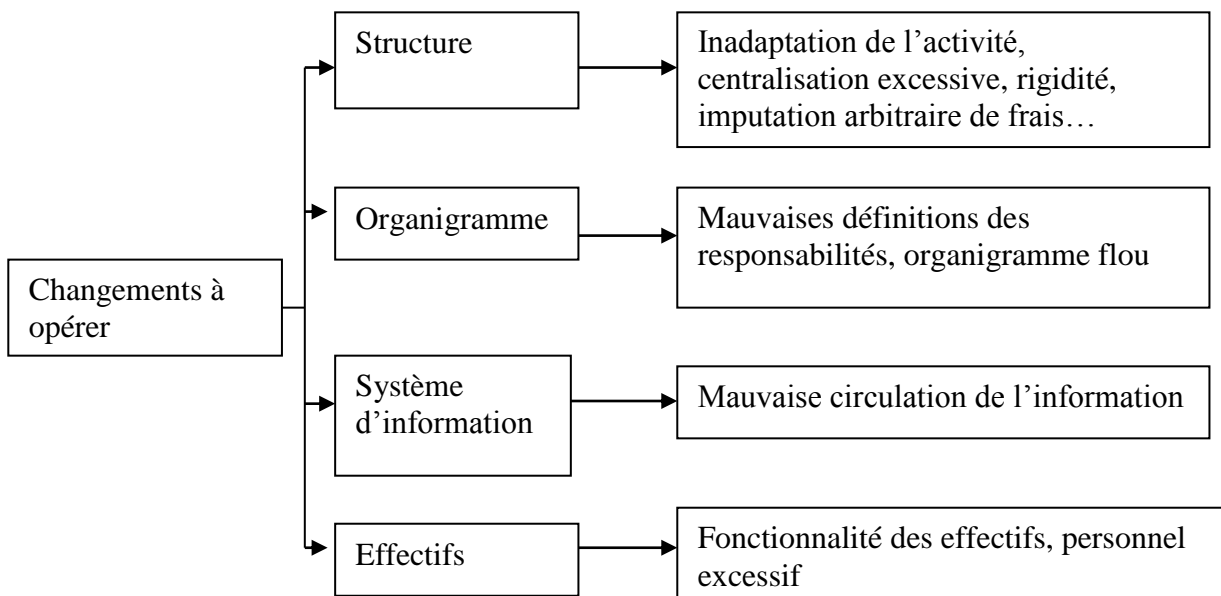 Structure
Inadaptation de l’activité,
centralisation excessive, rigidité,
imputation arbitraire de frais…
Organigramme
Mauvaises définitions des
responsabilités, organigramme flou
Changements à
opérer
Système
d’information
Mauvaise circulation de l’information
Effectifs
Fonctionnalité des effectifs, personnel
excessif